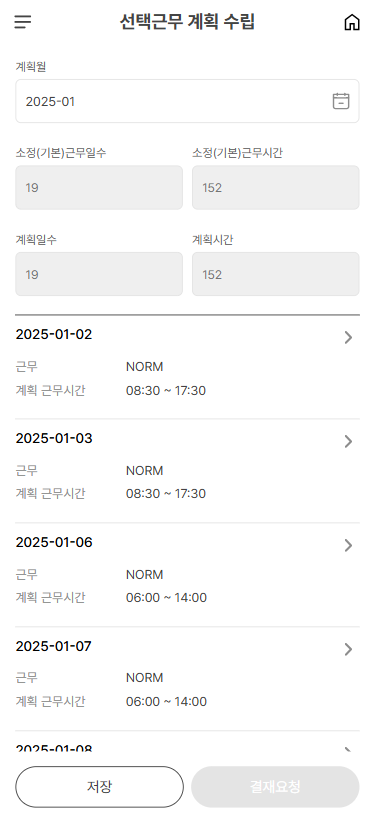 선택근무 계획 수립
계획월
2025-01
소정(기본)근무일수 소정(기본)근무시간
19 152
계획일수 계획시간
19 152
2025-01-02
근무 NORM
계획 근무시간 08:30 ~ 17:30
2025-01-03
근무 NORM
계획 근무시간 08:30 ~ 17:30
2025-01-06
근무 NORM
계획 근무시간 06:00 ~ 14:00
2025-01-07
근무 NORM
계획 근무시간 06:00 ~ 14:00
2025-01-08
저장 결재요청